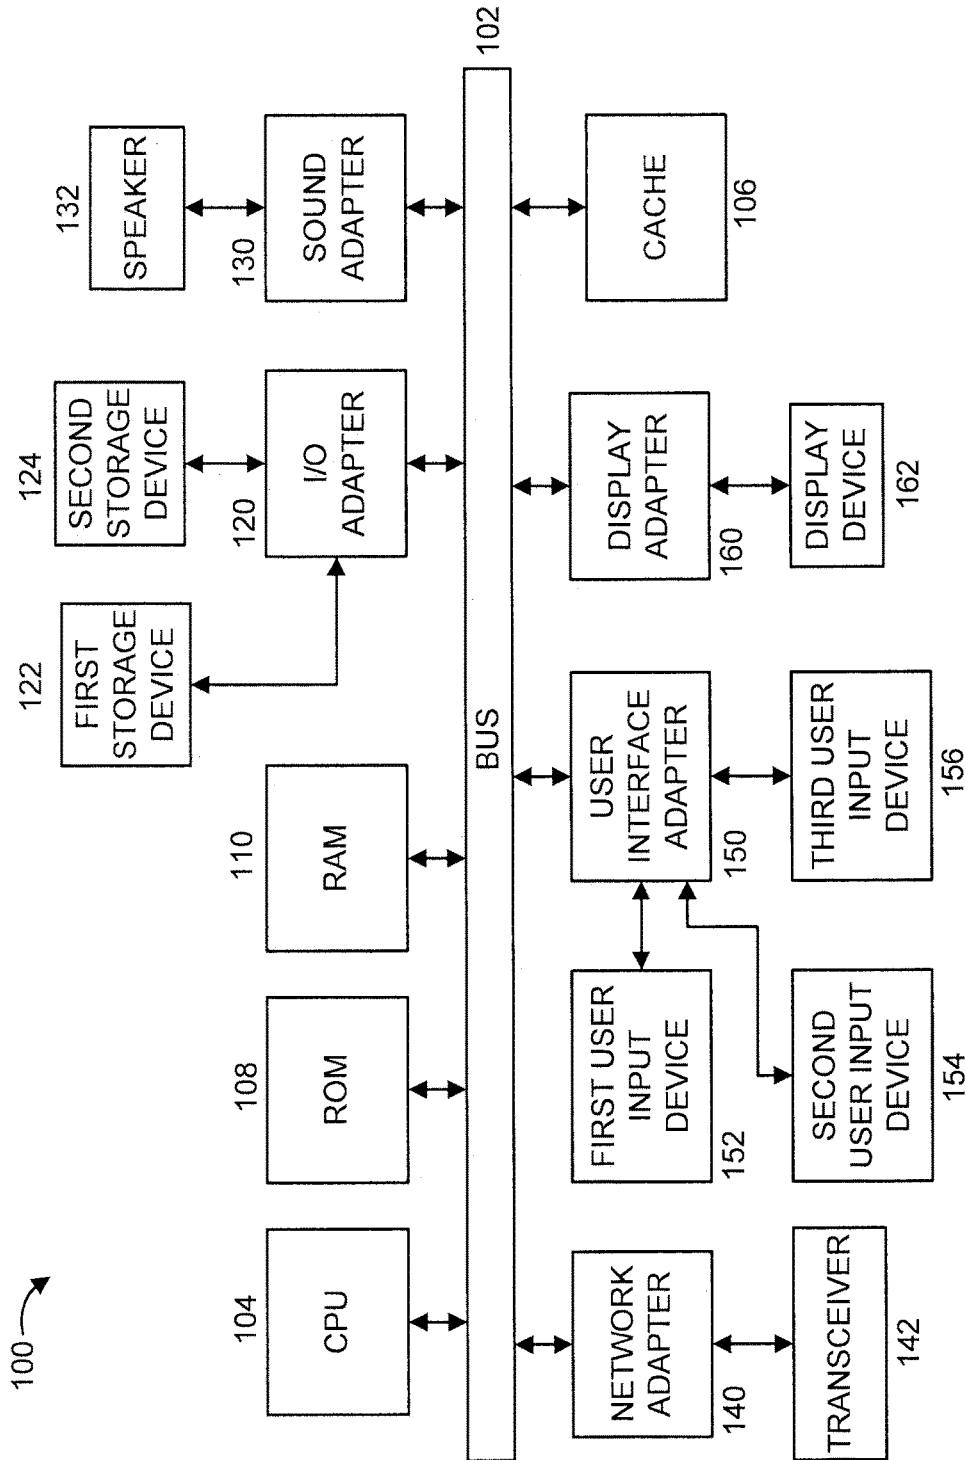 100
104
CPU
108
ROM
110
RAM
122
FIRST
STORAGE
DEVICE
124
SECOND
STORAGE
DEVICE
120
I/O
ADAPTER
132
SPEAKER
130
SOUND
ADAPTER
BUS
102
NETWORK
ADAPTER
140
TRANSCEIVER
142
FIRST USER
INPUT
DEVICE
152
SECOND
USER INPUT
DEVICE
154
USER
INTERFACE
ADAPTER
150
THIRD USER
INPUT
DEVICE
156
DISPLAY
ADAPTER
160
DISPLAY
DEVICE
162
CACHE
106